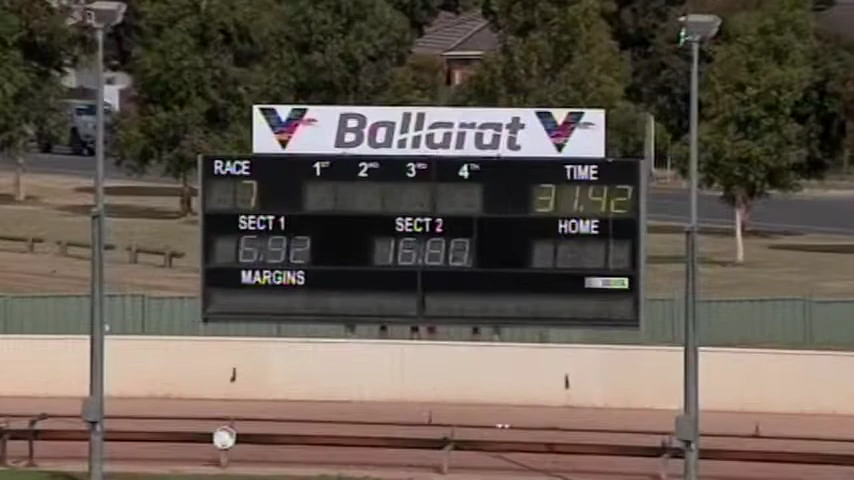 Ballarat
RACE 1ST 2ND 3RD 4TH TIME
7 31.42
SECT 1 SECT 2 HOME
6.92 16.80
MARGINS